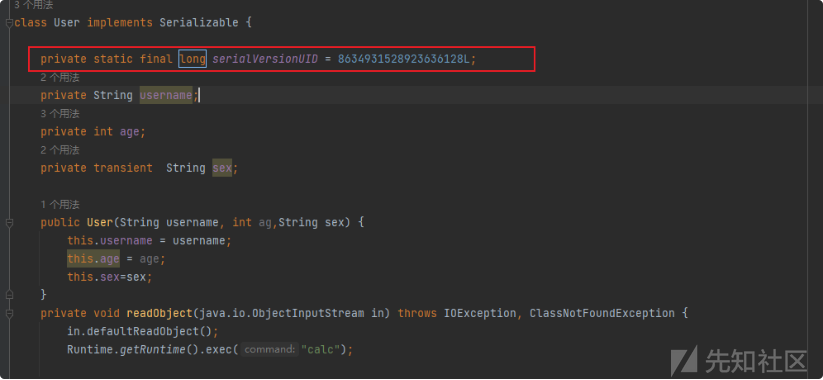 3 个用法
class User implements Serializable {
private static final long serialVersionUID = 8634931528923636128L;
2 个用法
private String username;
3 个用法
private int age;
2 个用法
private transient  String sex;
1 个用法
public User(String username, int ag,String sex) {
this.username = username;
this.age = age;
this.sex=sex;
}
private void readObject(java.io.ObjectInputStream in) throws IOException, ClassNotFoundException {
in.defaultReadObject();
Runtime.getRuntime().exec( command: "calc");
先知社区